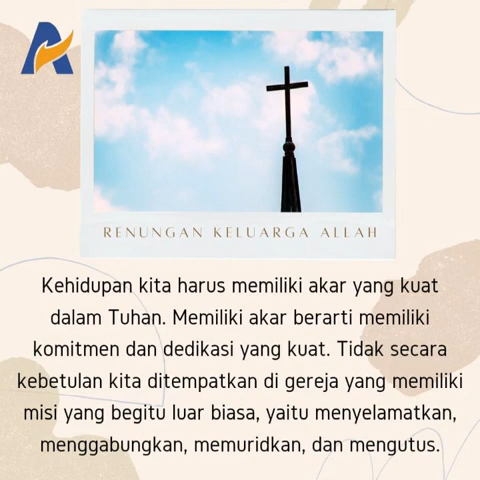 RENUNGAN KELUARGA ALLAH
Kehidupan kita harus memiliki akar yang kuat
dalam Tuhan. Memiliki akar berarti memiliki
komitmen dan dedikasi yang kuat. Tidak secara
kebetulan kita ditempatkan di gereja yang memiliki
misi yang begitu luar biasa, yaitu menyelamatkan,
menggabungkan, memuridkan, dan mengutus.